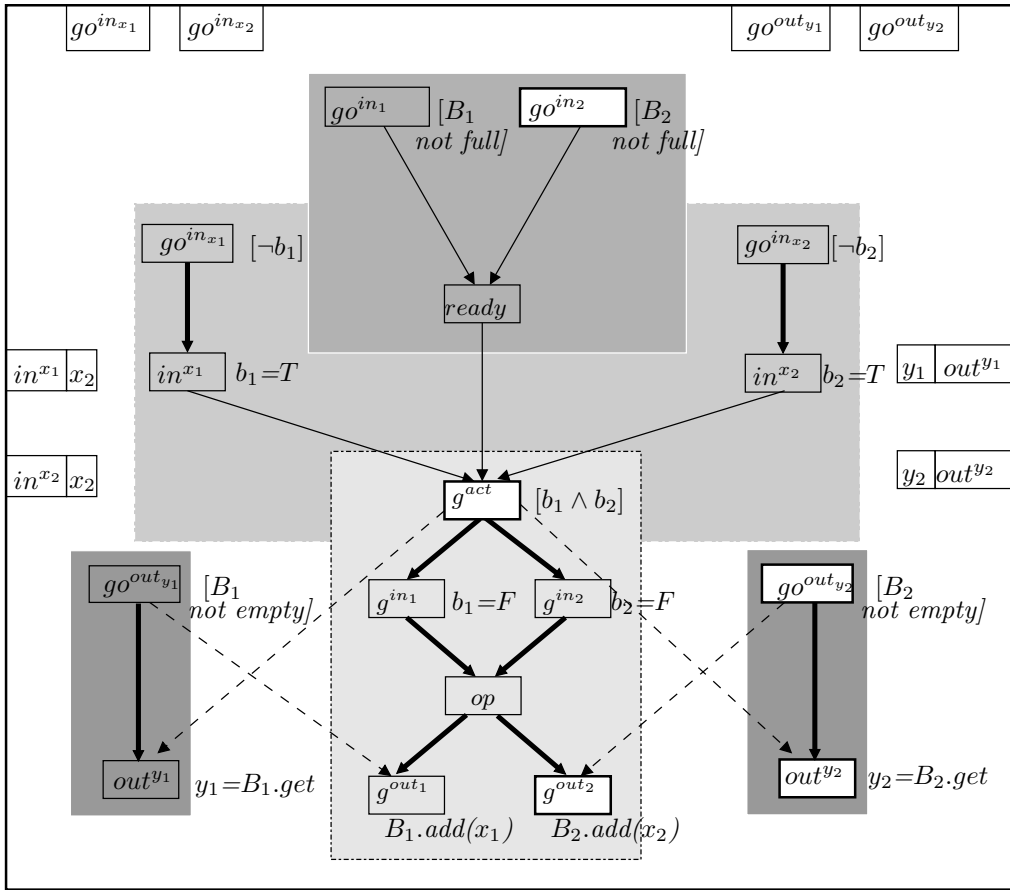 go^{in_{x_1}} go^{in_{x_2}} go^{out_{y_1}} go^{out_{y_2}}
go^{in_1} [B_1 go^{in_2} [B_2
not full] not full]
go^{in_{x_1}} [¬b_1] go^{in_{x_2}} [¬b_2]
ready
in^{x_1} x_2 in^{x_1} b_1=T in^{x_2} b_2=T y_1 out^{y_1}
in^{x_2} x_2 y_2 out^{y_2}
g^{act} [b_1 ∧ b_2]
go^{out_{y_1}} [B_1 go^{out_{y_2}} [B_2
not empty] not empty]
g^{in_1} b_1=F g^{in_2} b_2=F
op
out^{y_1} y_1=B_1.get g^{out_1} g^{out_2} out^{y_2} y_2=B_2.get
B_1.add(x_1) B_2.add(x_2)